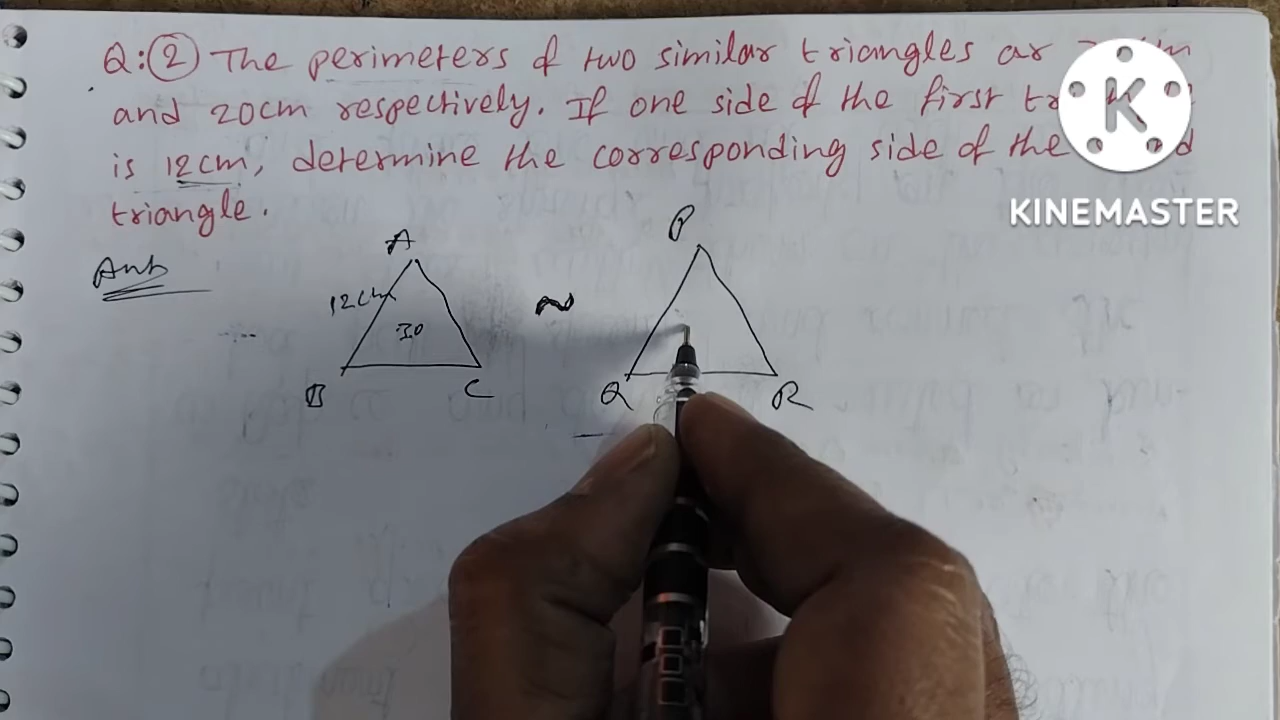 Q:② The perimeters of two similar triangles ar
and 20cm respectively. If one side of the first
is 12cm, determine the corresponding side of the
triangle.
Ans
A
12cm
30
B
C
~
P
Q
R
K
KINEMASTER